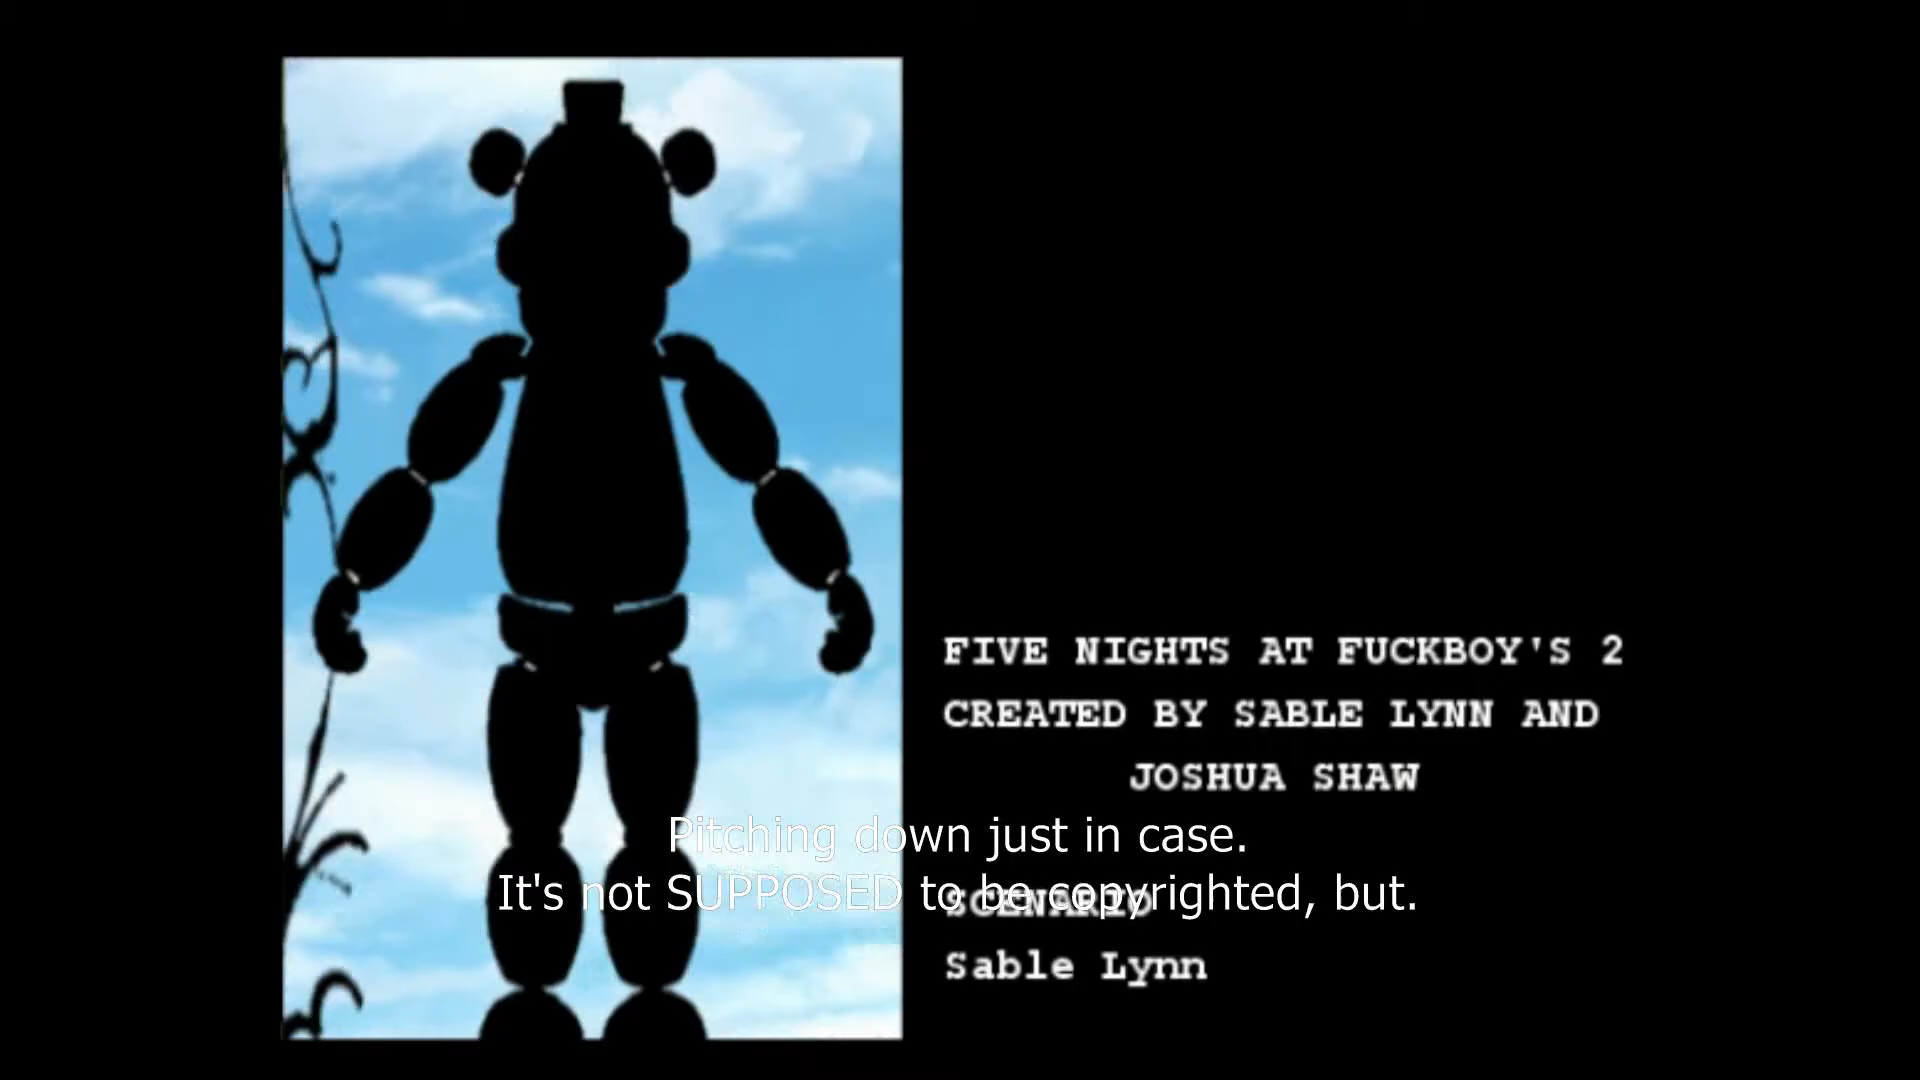 FIVE NIGHTS AT FUCKBOY'S 2
CREATED BY SABLE LYNN AND
JOSHUA SHAW
Pitching down just in case.
It's not SUPPOSED to be copyrighted, but.
SCENARIO
Sable Lynn